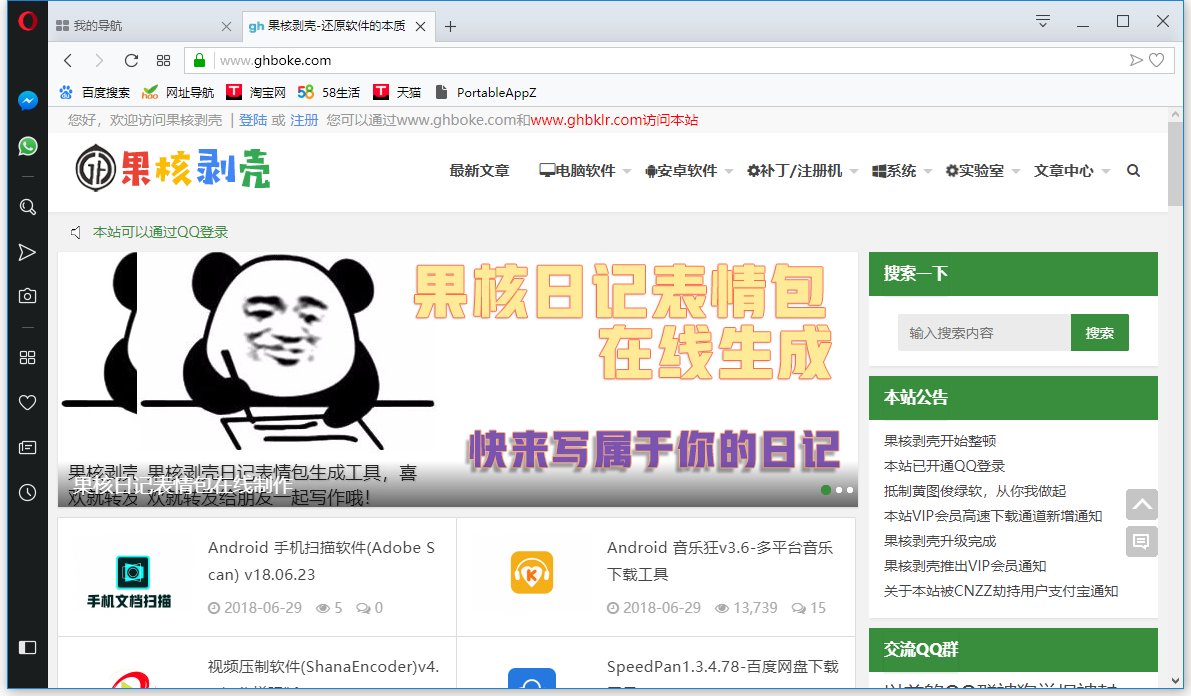 我的导航
gh 果核剥壳-还原软件的本质
www.ghboke.com
百度搜索 网址导航 淘宝网 58 58生活 天猫 PortableAppZ
您好，欢迎访问果核剥壳 | 登陆 或 注册 您可以通过www.ghboke.com和www.ghbklr.com访问本站
果核剥壳
最新文章 电脑软件 安卓软件 补丁/注册机 系统 实验室 文章中心
本站可以通过QQ登录
果核日记表情包
在线生成
快来写属于你的日记
果核剥壳 果核剥壳日记表情包生成工具，喜
欢就转发 欢就转发给朋友一起写作哦！
果核日记表情包在线制作
搜索一下
输入搜索内容
搜索
本站公告
果核剥壳开始整顿
本站已开通QQ登录
抵制黄图俊绿软，从你我做起
本站VIP会员高速下载通道新增通知
果核剥壳升级完成
果核剥壳推出VIP会员通知
关于本站被CNZZ劫持用户支付宝通知
交流QQ群
手机文档扫描
Android 手机扫描软件(Adobe S
can) v18.06.23
2018-06-29 5 0
Android 音乐狂v3.6-多平台音乐
下载工具
2018-06-29 13,739 15
视频压制软件(ShanaEncoder)v4.
SpeedPan1.3.4.78-百度网盘下载